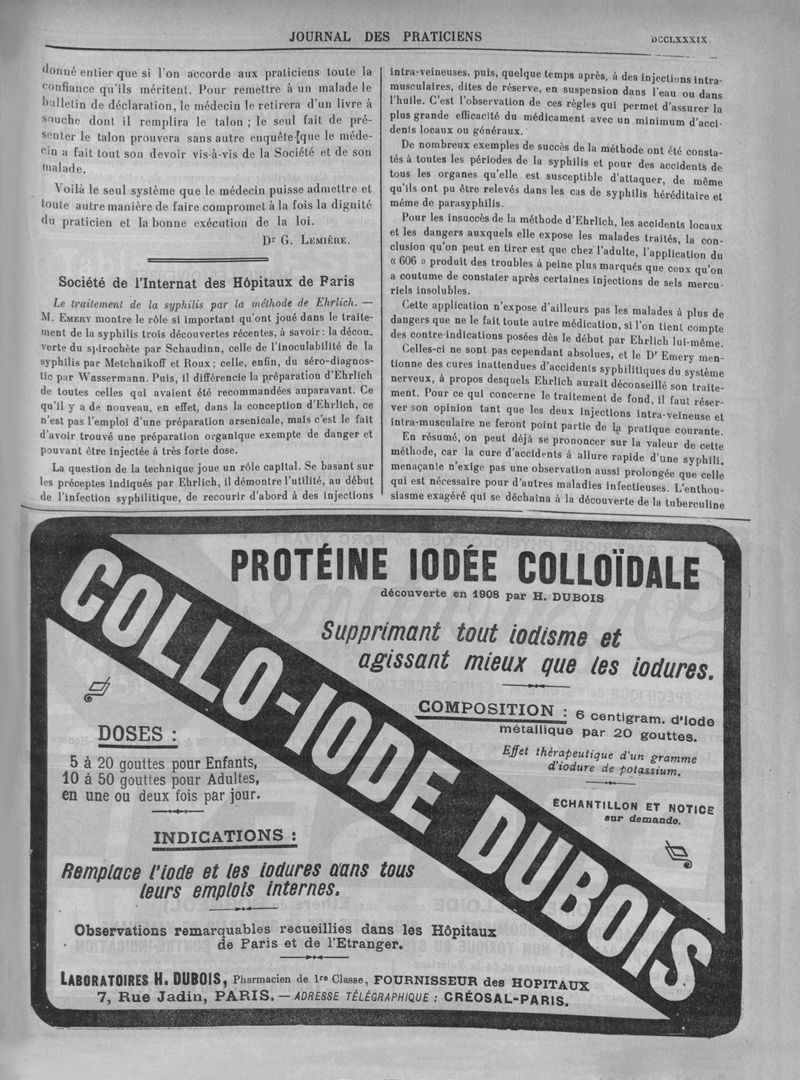 JOURNAL DES PRATICIENS
DCCLXXXIX
donné entier que si l'on accorde aux praticiens toute la
confiance qu'ils méritent. Pour remettre à un malade le
bulletin de déclaration, le médecin le retirera d'un livre à
souche dont il remplira le talon ; le seul fait de pré-
senter le talon prouvera sans autre enquête que le méde-
cin a fait tout son devoir vis-à-vis de la Société et de son
malade.
Voilà le seul système que le médecin puisse admettre et
toute autre manière de faire compromet à la fois la dignité
du praticien et la bonne exécution de la loi.
Dr G. LEMIÈRE.
Société de l'Internat des Hôpitaux de Paris
Le traitement de la syphilis par la méthode de Ehrlich. —
M. EMERY montre le rôle si important qu'ont joué dans le traite-
ment de la syphilis trois découvertes récentes, à savoir : la décou-
verte du spirochète par Schaudinn, celle de l'inoculabilité de la
syphilis par Metchnikoff et Roux ; celle, enfin, du séro-diagnos-
tic par Wassermann. Puis, il différencie la préparation d'Ehrlich
de toutes celles qui avaient été recommandées auparavant. Ce
qu'il y a de nouveau, en effet, dans la conception d'Ehrlich, ce
n'est pas l'emploi d'une préparation arsenicale, mais c'est le fait
d'avoir trouvé une préparation organique exempte de danger et
pouvant être injectée à très forte dose.
La question de la technique joue un rôle capital. Se basant sur
les préceptes indiqués par Ehrlich, il démontre l'utilité, au début
de l'infection syphilitique, de recourir d'abord à des injections
intra-veineuses, puis, quelque temps après, à des injections intra-
musculaires, dites de réserve, en suspension dans l'eau ou dans
l'huile. C'est l'observation de ces règles qui permet d'assurer la
plus grande efficacité du médicament avec un minimum d'acci-
dents locaux ou généraux.
De nombreux exemples de succès de la méthode ont été consta-
tés à toutes les périodes de la syphilis et pour des accidents de
tous les organes qu'elle est susceptible d'attaquer, de même
qu'ils ont pu être relevés dans les cas de syphilis héréditaire et
même de parasyphilis.
Pour les insuccès de la méthode d'Ehrlich, les accidents locaux
et les dangers auxquels elle expose les malades traités, la con-
clusion qu'on peut en tirer est que chez l'adulte, l'application du
« 606 » produit des troubles à peine plus marqués que ceux qu'on
a coutume de constater après certaines injections de sels mercu-
riels insolubles.
Cette application n'expose d'ailleurs pas les malades à plus de
dangers que ne le fait toute autre médication, si l'on tient compte
des contre-indications posées dès le début par Ehrlich lui-même.
Celles-ci ne sont pas cependant absolues, et le Dr Emery men-
tionne des cures inattendues d'accidents syphilitiques du système
nerveux, à propos desquels Ehrlich aurait déconseillé son traite-
ment. Pour ce qui concerne le traitement de fond, il faut réser-
ver son opinion tant que les deux injections intra-veineuse et
intra-musculaire ne feront point partie de la pratique courante.
En résumé, on peut déjà se prononcer sur la valeur de cette
méthode, car la cure d'accidents à allure rapide d'une syphilis
menaçante n'exige pas une observation aussi prolongée que celle
qui est nécessaire pour d'autres maladies infectieuses. L'enthou-
siasme exagéré qui se déchaîna à la découverte de la tuberculine
PROTÉINE IODÉE COLLOÏDALE
découverte en 1908 par H. DUBOIS
Supprimant tout iodisme et
agissant mieux que les iodures.
COLLO-IODE DUBOIS
COMPOSITION : 6 centigram. d'Iode
métallique par 20 gouttes.
Effet thérapeutique d'un gramme
d'iodure de potassium.
ÉCHANTILLON ET NOTICE
sur demande.
DOSES :
5 à 20 gouttes pour Enfants,
10 à 50 gouttes pour Adultes,
en une ou deux fois par jour.
INDICATIONS :
Remplace l'iode et les iodures dans tous
leurs emplois internes.
Observations remarquables recueillies dans les Hôpitaux
de Paris et de l'Etranger.
LABORATOIRES H. DUBOIS, Pharmacien de 1re Classe, FOURNISSEUR des HOPITAUX
7, Rue Jadin, PARIS. — ADRESSE TÉLÉGRAPHIQUE : CRÉOSAL-PARIS.